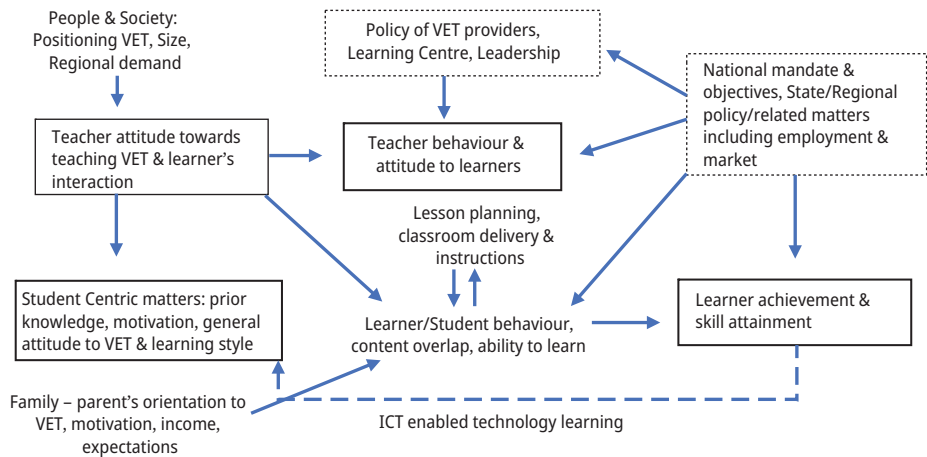 People & Society:
Positioning VET, Size,
Regional demand
Policy of VET providers,
Learning Centre, Leadership
National mandate &
objectives, State/Regional
policy/related matters
including employment &
market
Teacher attitude towards
teaching VET & learner's
interaction
Teacher behaviour &
attitude to learners
Lesson planning,
classroom delivery &
instructions
Student Centric matters: prior
knowledge, motivation, general
attitude to VET & learning style
Learner/Student behaviour,
content overlap, ability to learn
Learner achievement &
skill attainment
Family – parent's orientation to
VET, motivation, income,
expectations
ICT enabled technology learning